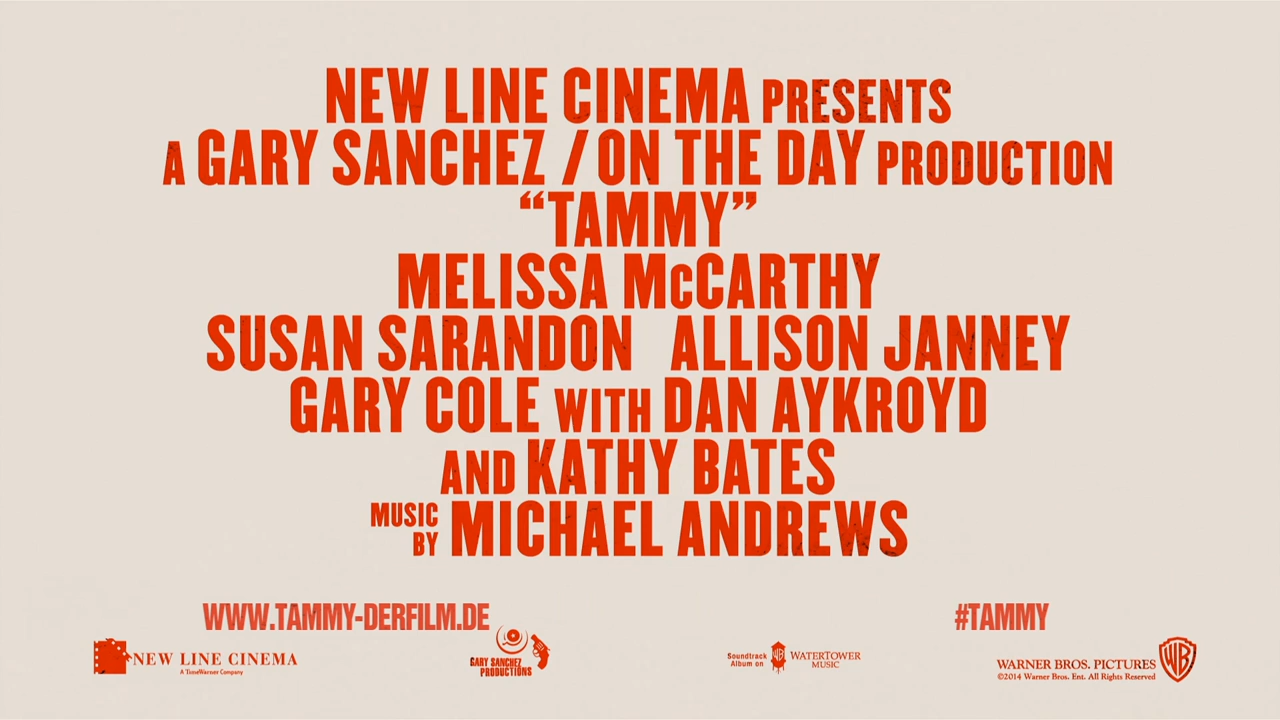 NEW LINE CINEMA PRESENTS
A GARY SANCHEZ / ON THE DAY PRODUCTION
“TAMMY”
MELISSA McCARTHY
SUSAN SARANDON ALLISON JANNEY
GARY COLE WITH DAN AYKROYD
AND KATHY BATES
MUSIC BY MICHAEL ANDREWS
WWW.TAMMY-DERFILM.DE
#TAMMY
NEW LINE CINEMA
A TimeWarner Company
GARY SANCHEZ
PRODUCTIONS
Soundtrack
Album on
WB
WATERTOWER
MUSIC
WARNER BROS. PICTURES
©2014 Warner Bros. Ent. All Rights Reserved
WB